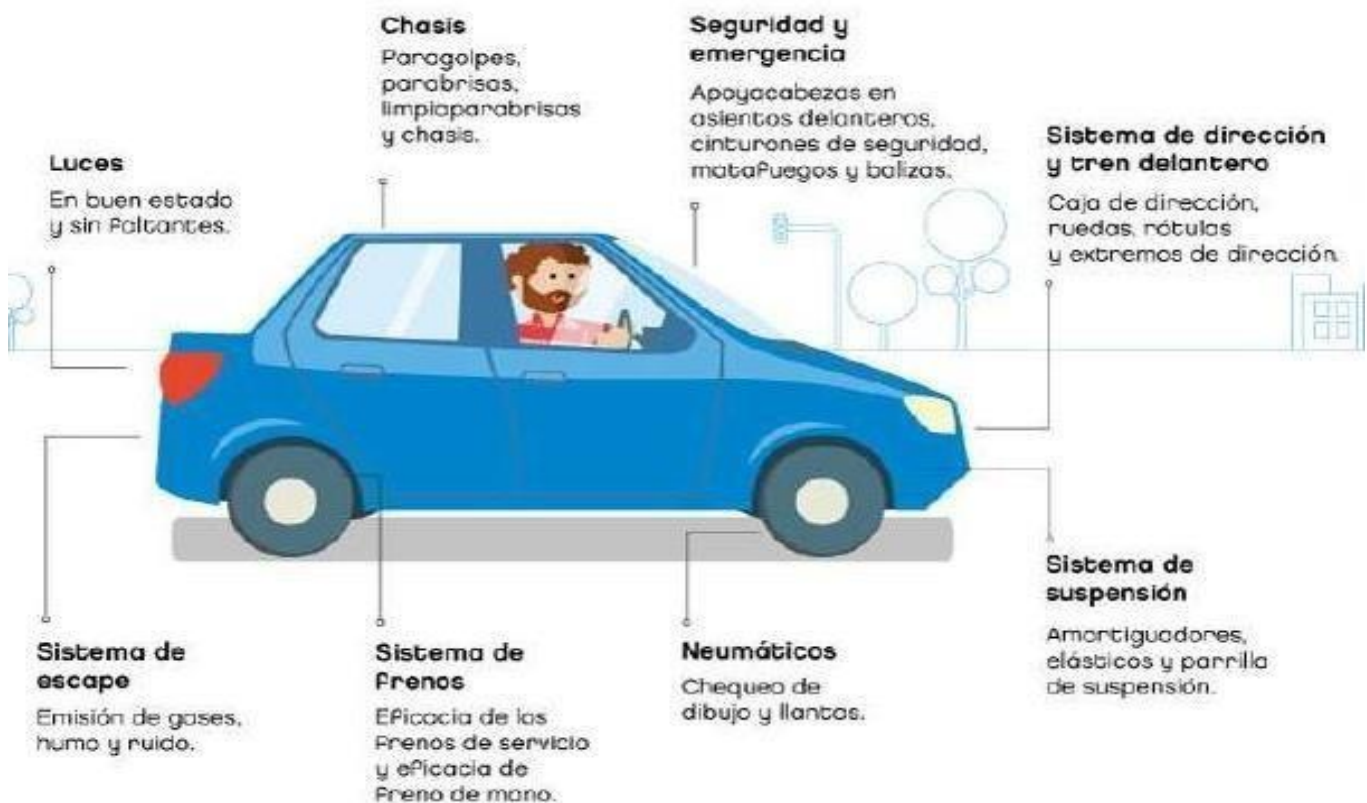 Chasis
Paragolpes,
parabrisas,
limpiaparabrisas
y chasis.
Seguridad y
emergencia
Apoyacabezas en
asientos delanteros,
cinturones de seguridad,
matafuegos y balizas.
Sistema de dirección
y tren delantero
Caja de dirección,
ruedas, rótulas
y extremos de dirección
Luces
En buen estado
y sin faltantes.
Sistema de
escape
Emisión de gases,
humo y ruido.
Sistema de
frenos
Eficacia de los
frenos de servicio
y eficacia de
freno de mano.
Neumáticos
Chequeo de
dibujo y llantas.
Sistema de
suspensión
Amortiguadores,
elásticos y parrilla
de suspensión.